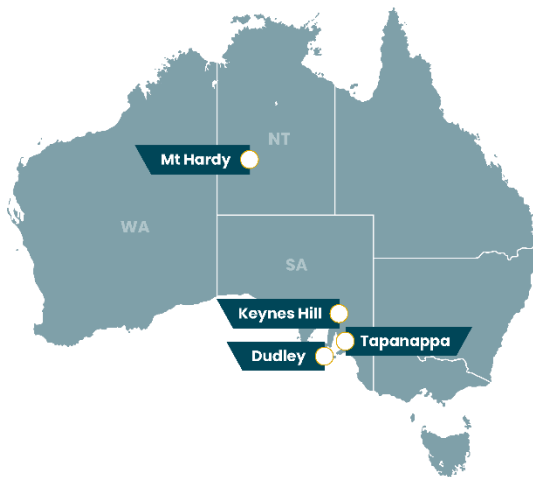 NT
Mt Hardy
WA
SA
Keynes Hill
Tapanappa
Dudley